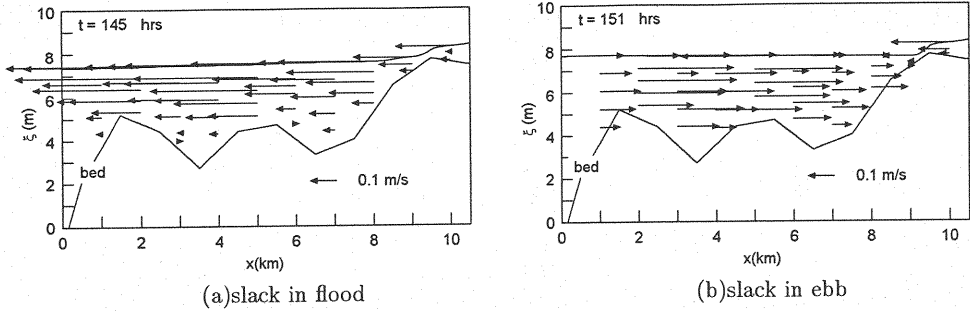 t = 145 hrs
10
8
6
4
2
0
ξ (m)
bed
0.1 m/s
0 2 4 6 8 10
x(km)
(a)slack in flood
t = 151 hrs
10
8
6
4
2
0
ξ (m)
bed
0.1 m/s
0 2 4 6 8 10
x(km)
(b)slack in ebb